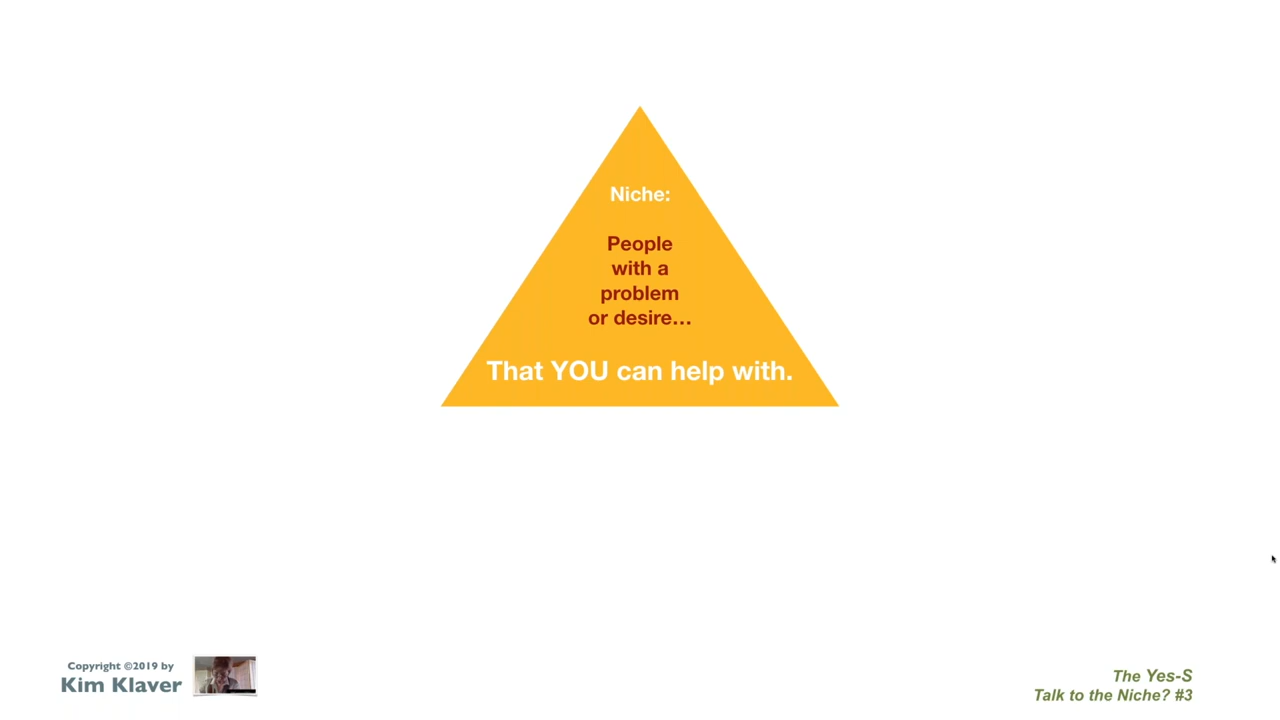 Niche:
People
with a
problem
or desire...
That YOU can help with.
Copyright ©2019 by
Kim Klaver
The Yes-S
Talk to the Niche? #3